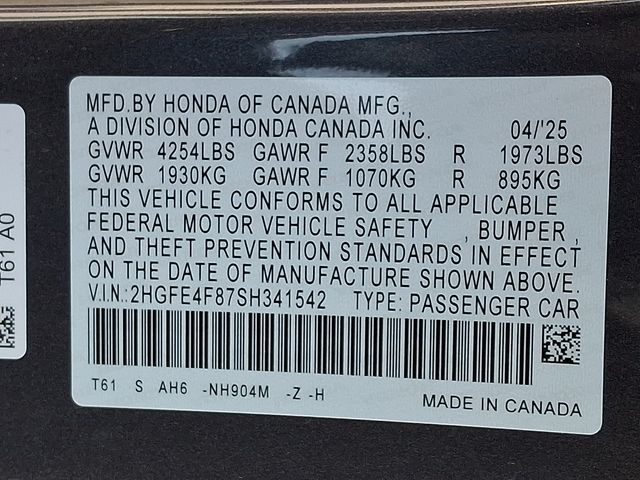 MFD.BY HONDA OF CANADA MFG.,
A DIVISION OF HONDA CANADA INC. 04/'25
GVWR 4254LBS GAWR F 2358LBS R 1973LBS
GVWR 1930KG GAWR F 1070KG R 895KG
THIS VEHICLE CONFORMS TO ALL APPLICABLE
FEDERAL MOTOR VEHICLE SAFETY , BUMPER ,
AND THEFT PREVENTION STANDARDS IN EFFECT
ON THE DATE OF MANUFACTURE SHOWN ABOVE.
V.I.N.:2HGFE4F87SH341542 TYPE: PASSENGER CAR
T61 S AH6 -NH904M -Z -H
MADE IN CANADA
T61 A0